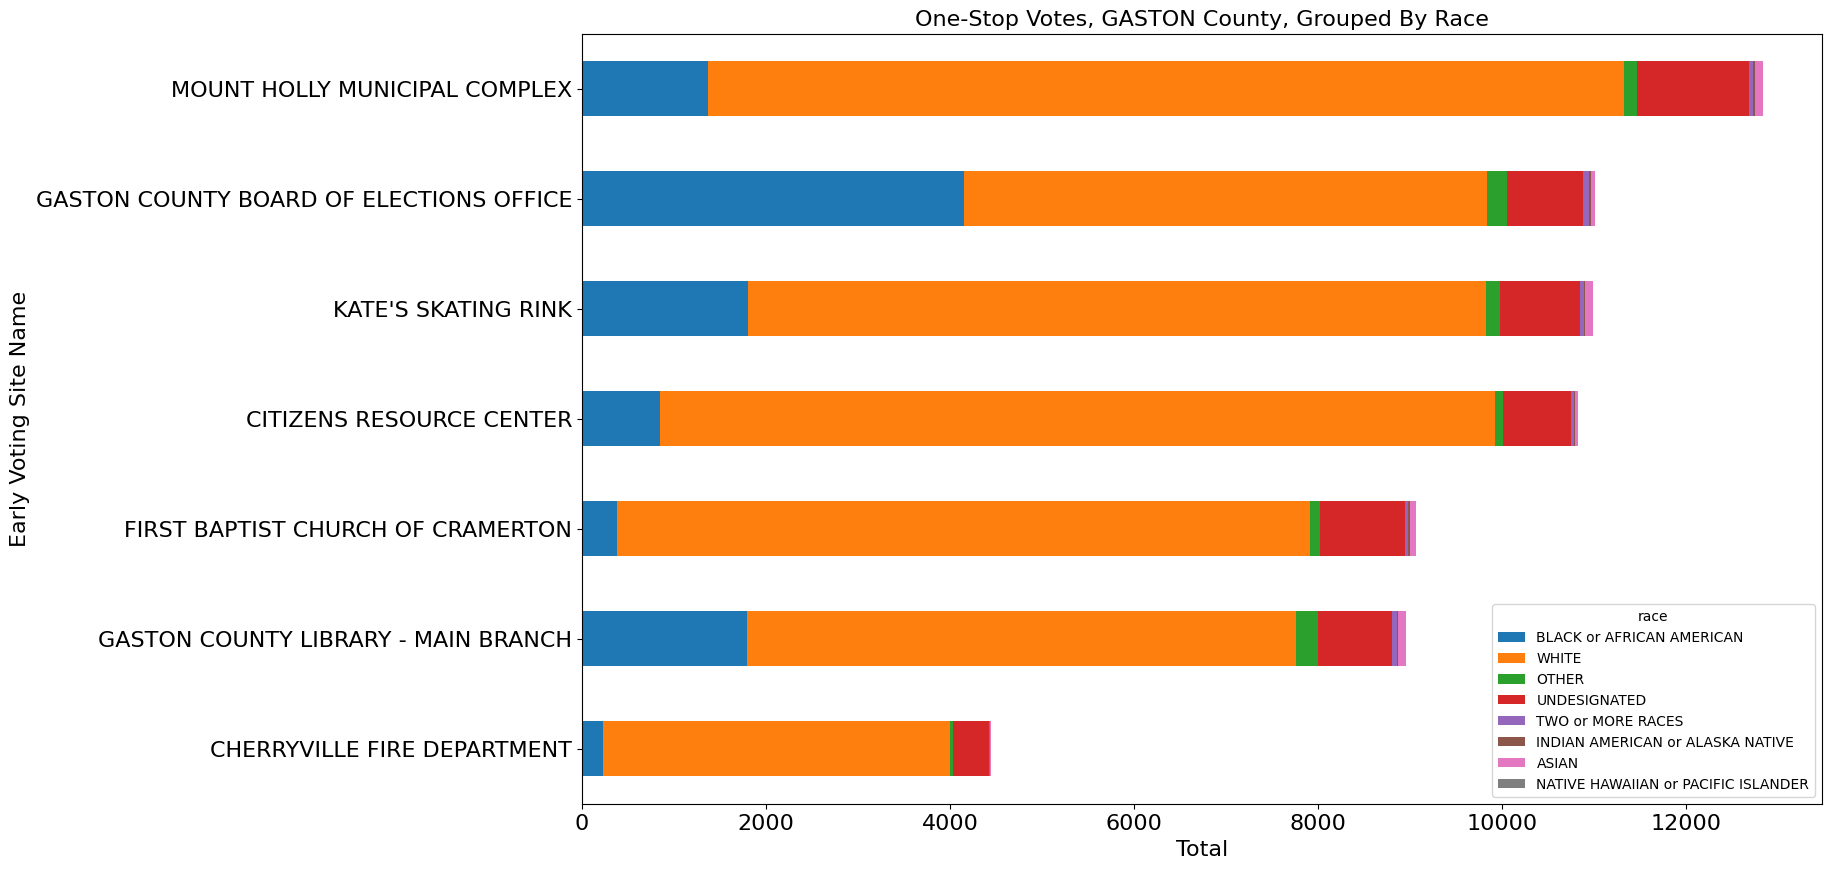 One-Stop Votes, GASTON County, Grouped By Race
Early Voting Site Name
MOUNT HOLLY MUNICIPAL COMPLEX
GASTON COUNTY BOARD OF ELECTIONS OFFICE
KATE'S SKATING RINK
CITIZENS RESOURCE CENTER
FIRST BAPTIST CHURCH OF CRAMERTON
GASTON COUNTY LIBRARY - MAIN BRANCH
CHERRYVILLE FIRE DEPARTMENT
race
BLACK or AFRICAN AMERICAN
WHITE
OTHER
UNDESIGNATED
TWO or MORE RACES
INDIAN AMERICAN or ALASKA NATIVE
ASIAN
NATIVE HAWAIIAN or PACIFIC ISLANDER
0 2000 4000 6000 8000 10000 12000
Total